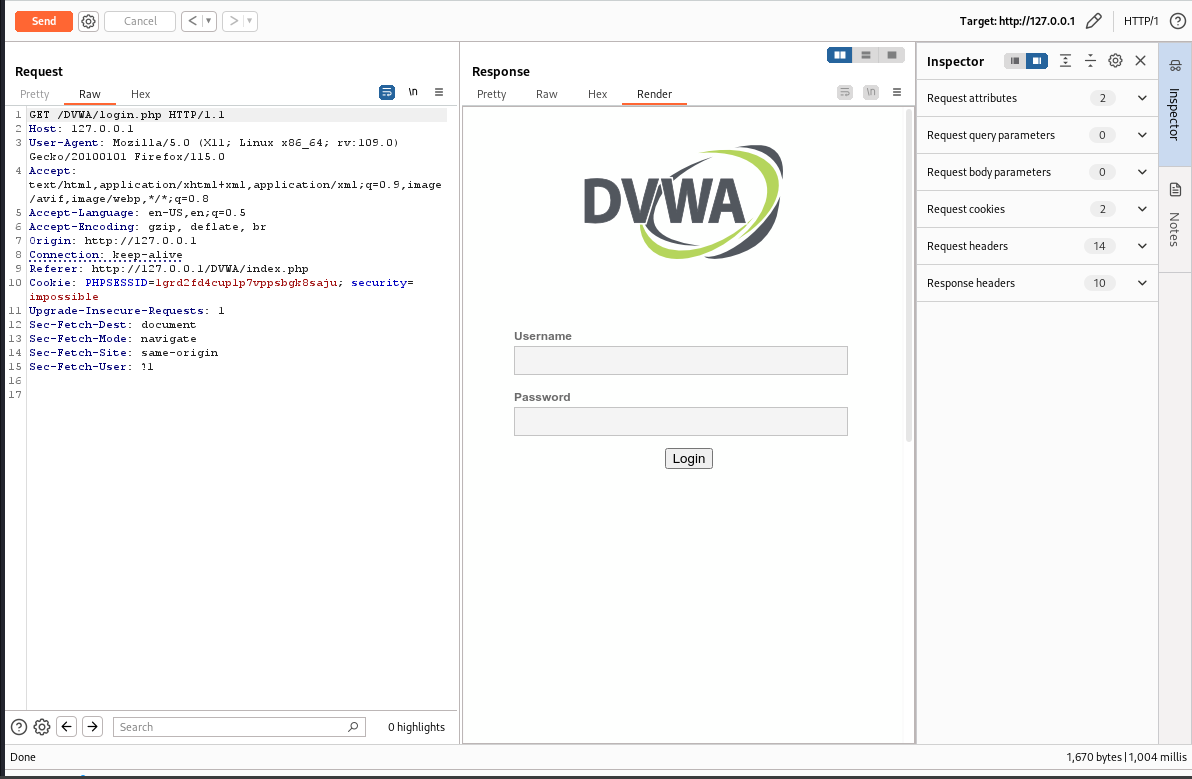 Send
Cancel
< ▾
> ▾
Target: http://127.0.0.1
HTTP/1
Request
Pretty Raw Hex
\n
1 GET /DVWA/login.php HTTP/1.1
2 Host: 127.0.0.1
3 User-Agent: Mozilla/5.0 (X11; Linux x86_64; rv:109.0)
Gecko/20100101 Firefox/115.0
4 Accept:
text/html,application/xhtml+xml,application/xml;q=0.9,image
/avif,image/webp,*/*;q=0.8
5 Accept-Language: en-US,en;q=0.5
6 Accept-Encoding: gzip, deflate, br
7 Origin: http://127.0.0.1
8 Connection: keep-alive
9 Referer: http://127.0.0.1/DVWA/index.php
10 Cookie: PHPSESSID=1grd2fd4cup1p7vppsbgk8saju; security=
impossible
11 Upgrade-Insecure-Requests: 1
12 Sec-Fetch-Dest: document
13 Sec-Fetch-Mode: navigate
14 Sec-Fetch-Site: same-origin
15 Sec-Fetch-User: ?1
16
17
Search
0 highlights
Response
Pretty Raw Hex Render
\n
DVWA
Username
Password
Login
Inspector
Request attributes 2
Request query parameters 0
Request body parameters 0
Request cookies 2
Request headers 14
Response headers 10
Inspector
Notes
Done
1,670 bytes | 1,004 millis